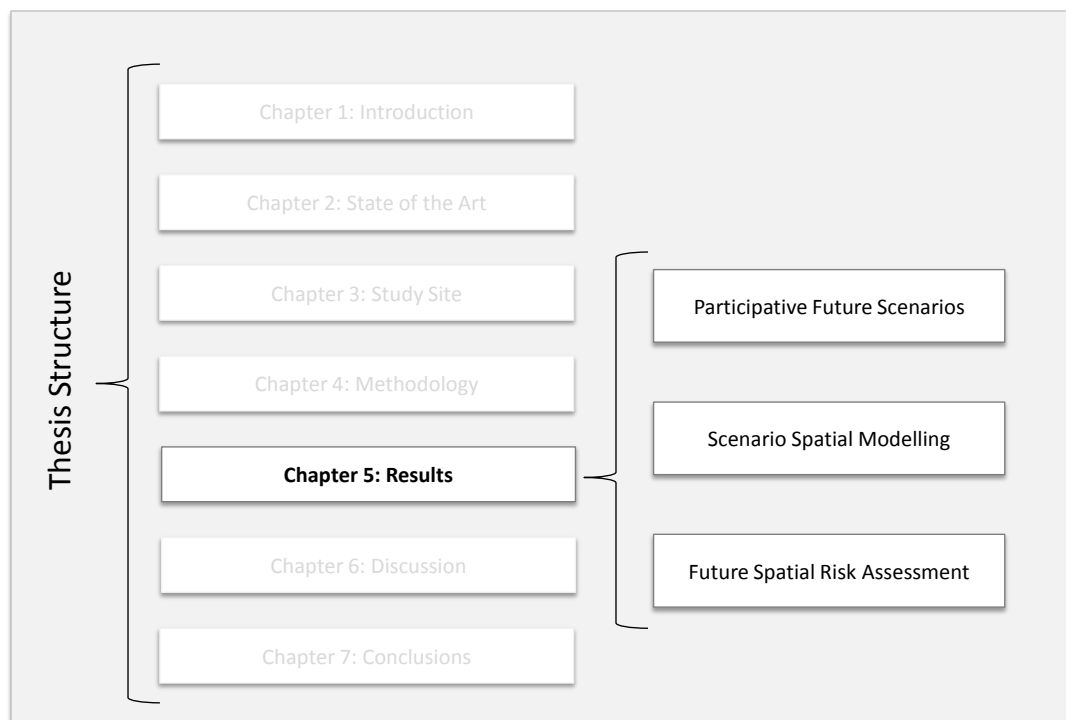 Thesis Structure
Chapter 1: Introduction
Chapter 2: State of the Art
Chapter 3: Study Site
Chapter 4: Methodology
Chapter 5: Results
Chapter 6: Discussion
Chapter 7: Conclusions
Participative Future Scenarios
Scenario Spatial Modelling
Future Spatial Risk Assessment